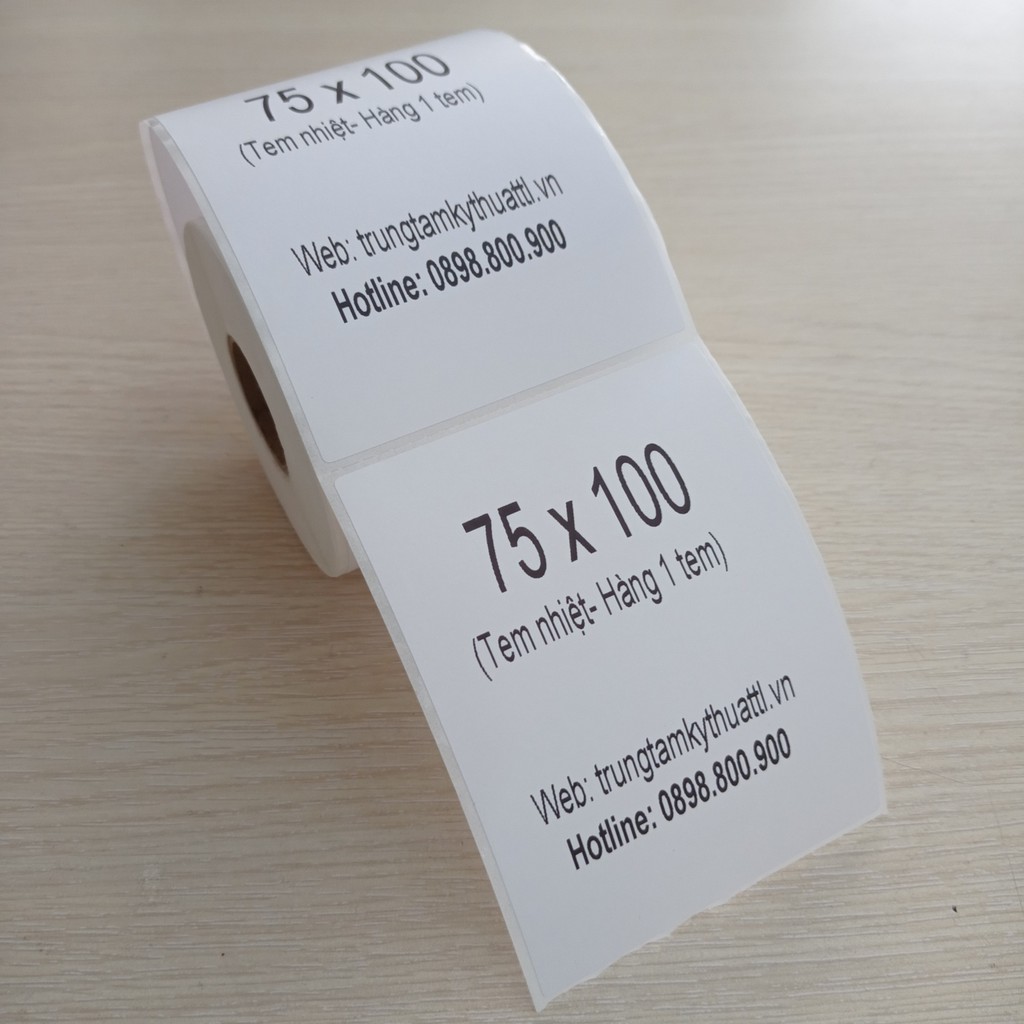 75 x 100
(Tem nhiệt- Hàng 1 tem)
Web: trungtamkythuattl.vn
Hotline: 0898.800.900
75 x 100
(Tem nhiệt- Hàng 1 tem)
Web: trungtamkythuattl.vn
Hotline: 0898.800.900